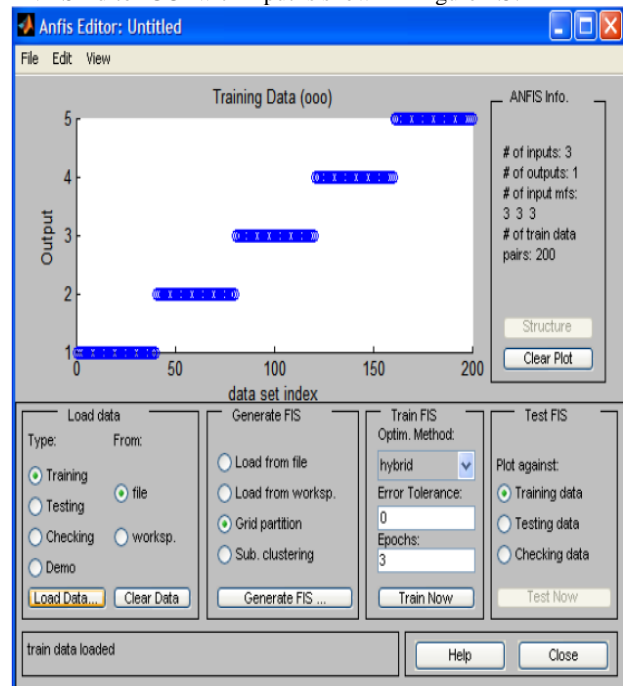 Anfis Editor: Untitled
File Edit View
Training Data (ooo)
5
4
3
2
1
Output
0 50 100 150 200
data set index
ANFIS Info.
# of inputs: 3
# of outputs: 1
# of input mfs:
3 3 3
# of train data
pairs: 200
Structure
Clear Plot
Load data
Type: From:
Training
Testing
Checking
Demo
file
worksp.
Load Data...
Clear Data
Generate FIS
Load from file
Load from worksp.
Grid partition
Sub. clustering
Generate FIS ...
Train FIS
Optim. Method:
hybrid
Error Tolerance:
0
Epochs:
3
Train Now
Test FIS
Plot against:
Training data
Testing data
Checking data
Test Now
train data loaded
Help
Close